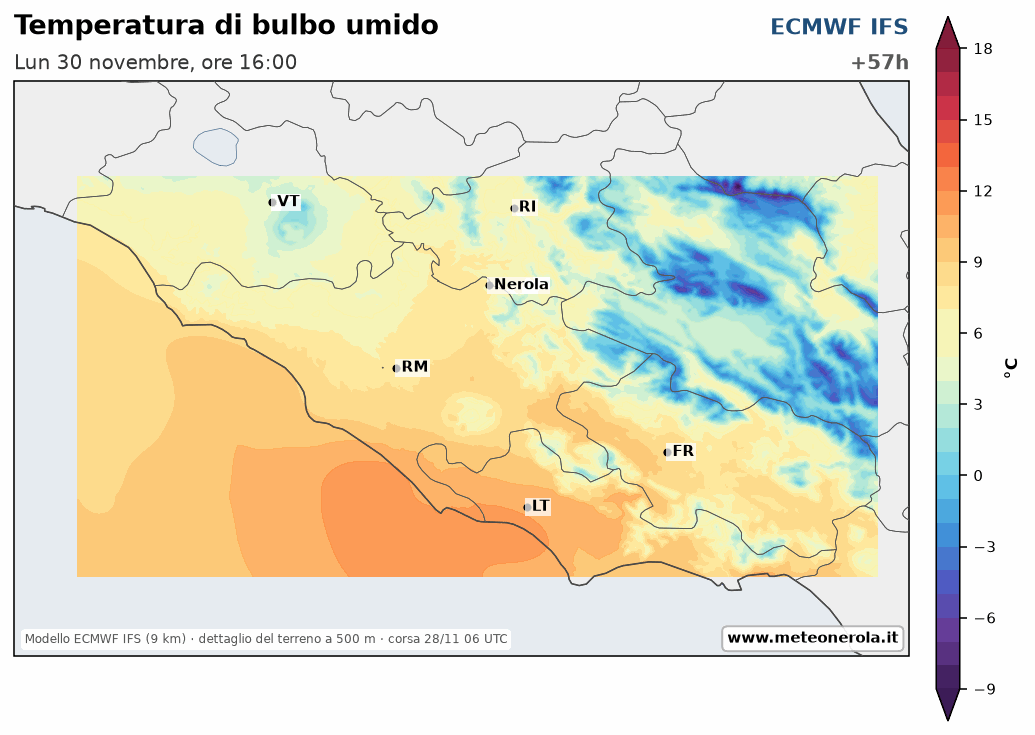 Temperatura di bulbo umido
ECMWF IFS
Lun 30 novembre, ore 16:00
+57h
18
15
12
9
6
3
0
−3
−6
−9
°C
VT
RI
Nerola
RM
FR
LT
Modello ECMWF IFS (9 km) · dettaglio del terreno a 500 m · corsa 28/11 06 UTC
www.meteonerola.it